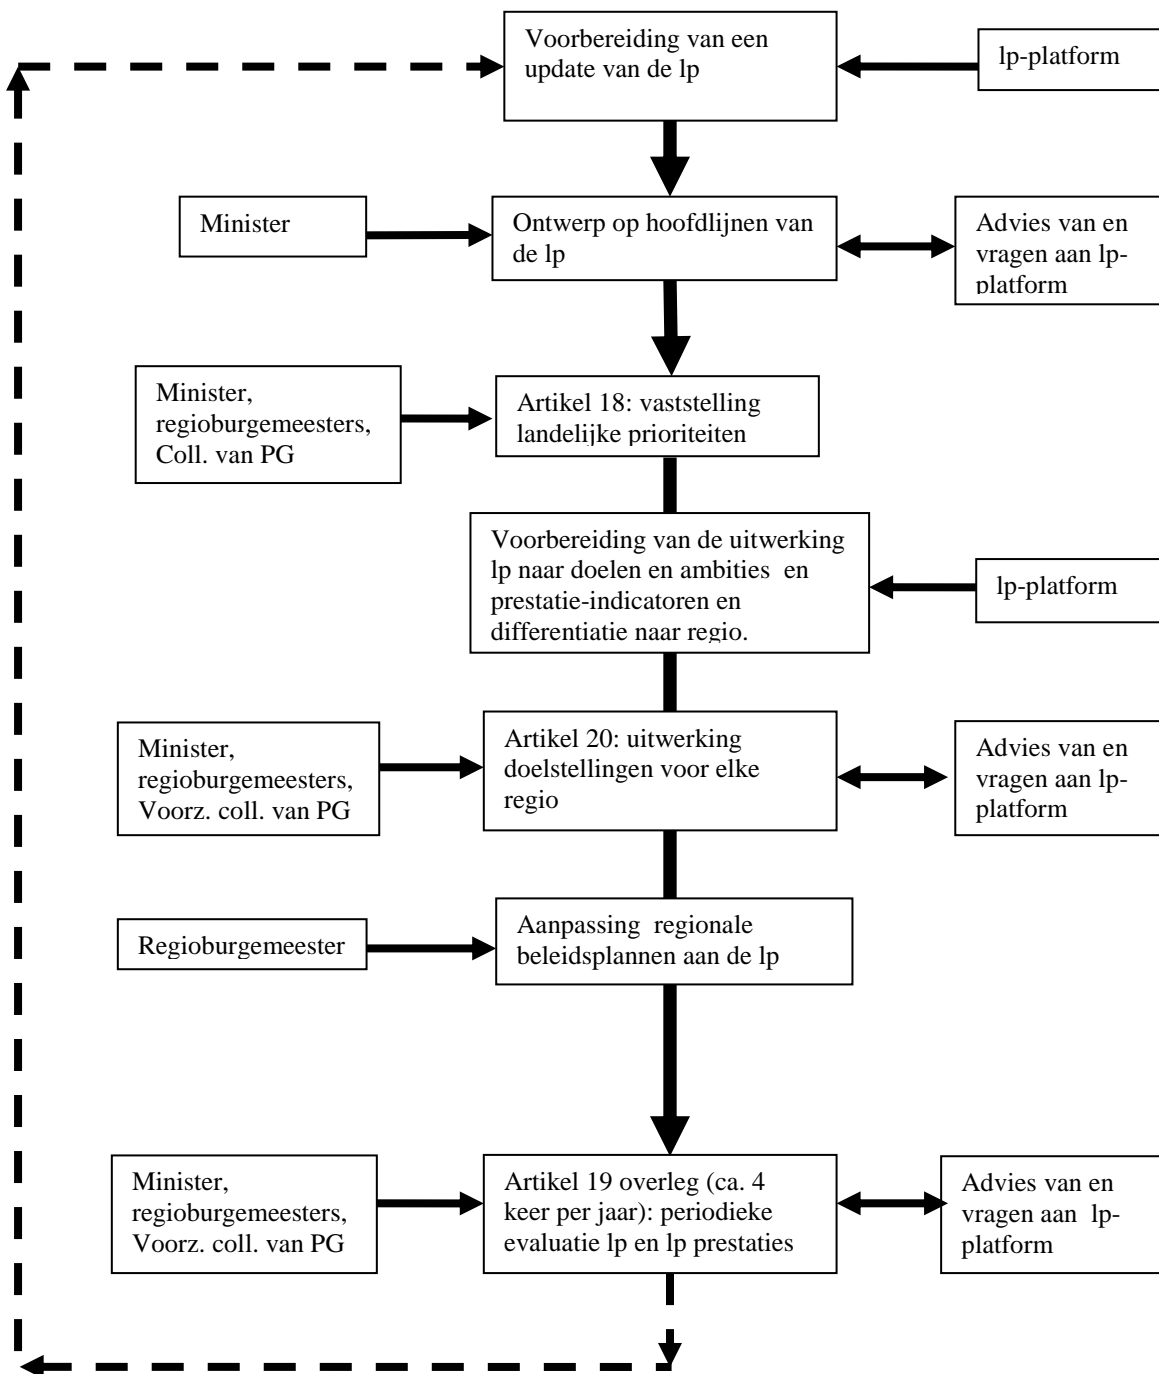 Voorbereiding van een
update van de lp
lp-platform
Minister
Ontwerp op hoofdlijnen van
de lp
Advies van en
vragen aan lp-
platform
Minister,
regioburgemeesters,
Coll. van PG
Artikel 18: vaststelling
landelijke prioriteiten
Voorbereiding van de uitwerking
lp naar doelen en ambities en
prestatie-indicatoren en
differentiatie naar regio.
lp-platform
Minister,
regioburgemeesters,
Voorz. coll. van PG
Artikel 20: uitwerking
doelstellingen voor elke
regio
Advies van en
vragen aan lp-
platform
Regioburgemeester
Aanpassing regionale
beleidsplannen aan de lp
Minister,
regioburgemeesters,
Voorz. coll. van PG
Artikel 19 overleg (ca. 4
keer per jaar): periodieke
evaluatie lp en lp prestaties
Advies van en
vragen aan lp-
platform